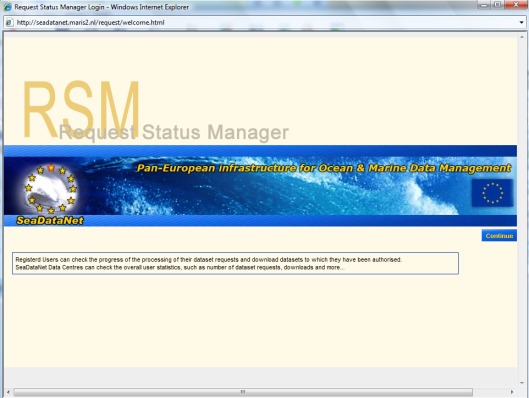 Request Status Manager Login - Windows Internet Explorer
http://seadatanet.maris2.nl/request/welcome.html
RSM
Request Status Manager
Pan-European infrastructure for Ocean & Marine Data Management
SeaDataNet
Continue
Registerd Users can check the progress of the processing of their dataset requests and download datasets to which they have been authorised.
SeaDataNet Data Centres can check the overall user statistics, such as number of dataset requests, downloads and more...